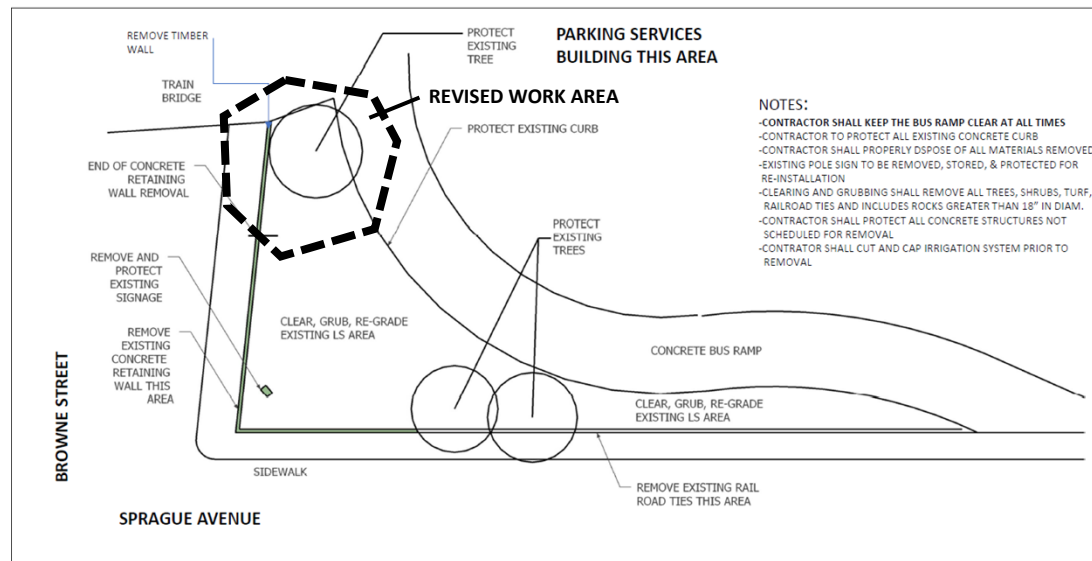 REMOVE TIMBER
WALL
PROTECT
EXISTING
TREE
PARKING SERVICES
BUILDING THIS AREA
TRAIN
BRIDGE
REVISED WORK AREA
PROTECT EXISTING CURB
NOTES:
-CONTRACTOR SHALL KEEP THE BUS RAMP CLEAR AT ALL TIMES
-CONTRACTOR TO PROTECT ALL EXISTING CONCRETE CURB
-CONTRACTOR SHALL PROPERLY DSPOSE OF ALL MATERIALS REMOVED
-EXISTING POLE SIGN TO BE REMOVED, STORED, & PROTECTED FOR
RE-INSTALLATION
-CLEARING AND GRUBBING SHALL REMOVE ALL TREES, SHRUBS, TURF,
RAILROAD TIES AND INCLUDES ROCKS GREATER THAN 18" IN DIAM.
-CONTRACTOR SHALL PROTECT ALL CONCRETE STRUCTURES NOT
SCHEDULED FOR REMOVAL
-CONTRATOR SHALL CUT AND CAP IRRIGATION SYSTEM PRIOR TO
REMOVAL
END OF CONCRETE
RETAINING
WALL REMOVAL
PROTECT
EXISTING
TREES
REMOVE AND
PROTECT
EXISTING
SIGNAGE
CLEAR, GRUB, RE-GRADE
EXISTING LS AREA
REMOVE
EXISTING
CONCRETE
RETAINING
WALL THIS
AREA
CONCRETE BUS RAMP
CLEAR, GRUB, RE-GRADE
EXISTING LS AREA
BROWNE STREET
SIDEWALK
REMOVE EXISTING RAIL
ROAD TIES THIS AREA
SPRAGUE AVENUE